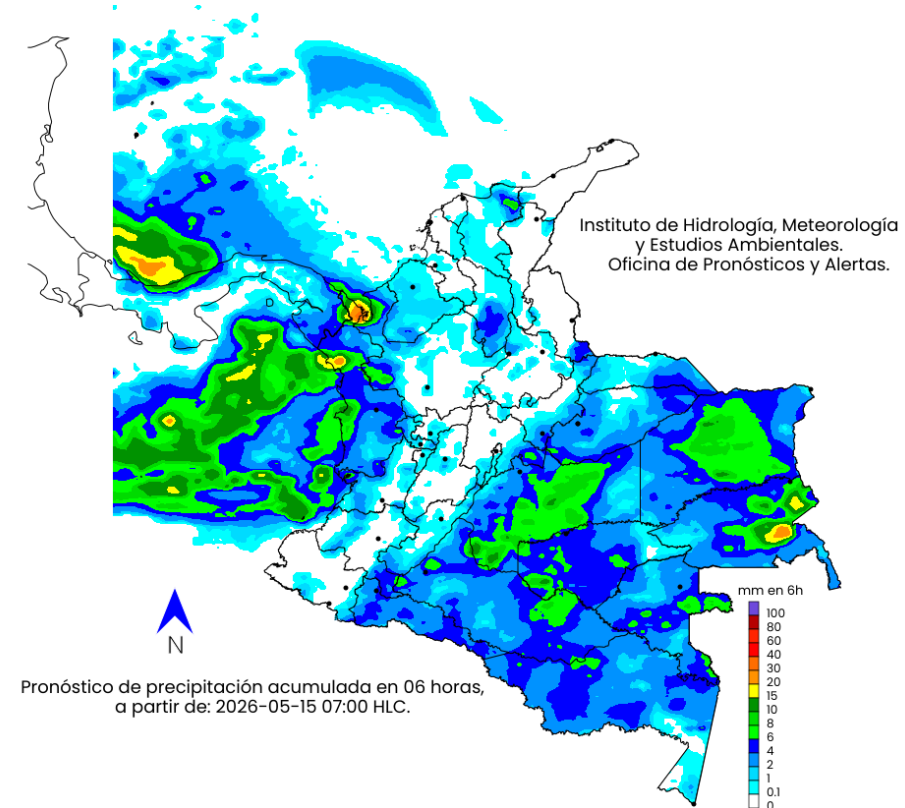 Instituto de Hidrología, Meteorología
y Estudios Ambientales.
Oficina de Pronósticos y Alertas.
mm en 6h
100
80
60
40
30
20
15
10
8
6
4
2
1
0.1
0
N
Pronóstico de precipitación acumulada en 06 horas,
a partir de: 2026-05-15 07:00 HLC.